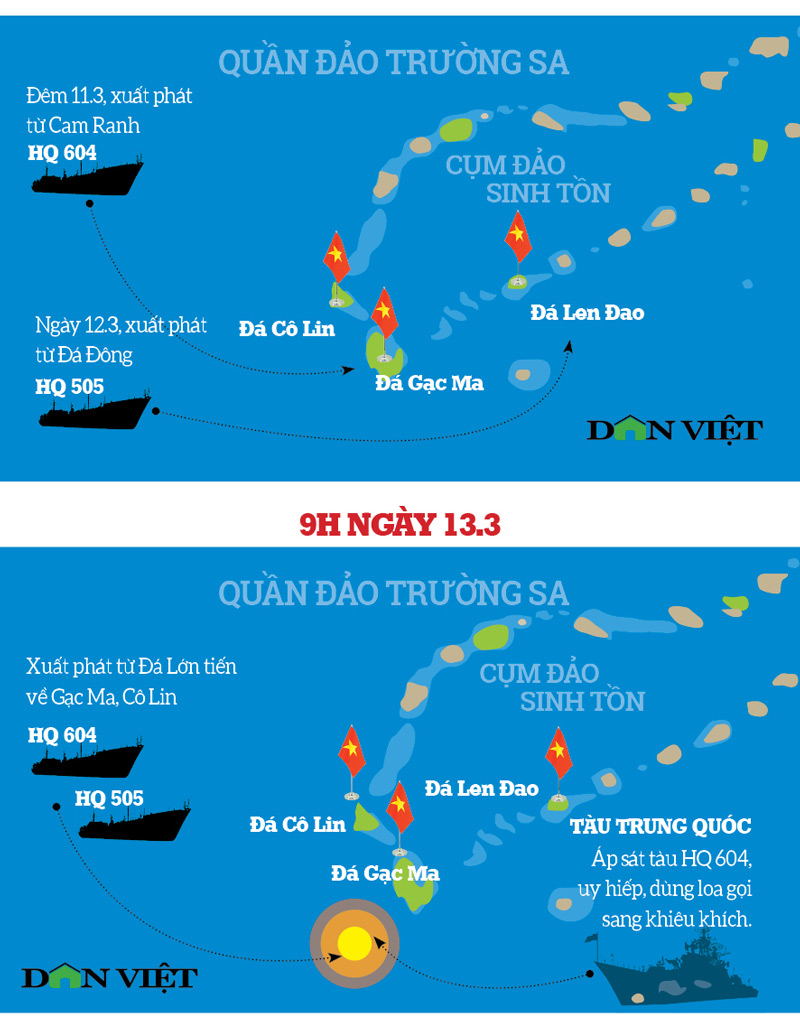 QUẦN ĐẢO TRƯỜNG SA
Đêm 11.3, xuất phát
từ Cam Ranh
HQ 604
CỤM ĐẢO
SINH TỒN
Ngày 12.3, xuất phát
từ Đá Đông
HQ 505
Đá Cô Lin
Đá Len Đao
Đá Gạc Ma
DÂN VIỆT
9H NGÀY 13.3
QUẦN ĐẢO TRƯỜNG SA
Xuất phát từ Đá Lớn tiến
về Gạc Ma, Cô Lin
CỤM ĐẢO
SINH TỒN
HQ 604
HQ 505
Đá Len Đao
Đá Cô Lin
Đá Gạc Ma
TÀU TRUNG QUỐC
Áp sát tàu HQ 604,
uy hiếp, dùng loa gọi
sang khiêu khích.
DÂN VIỆT